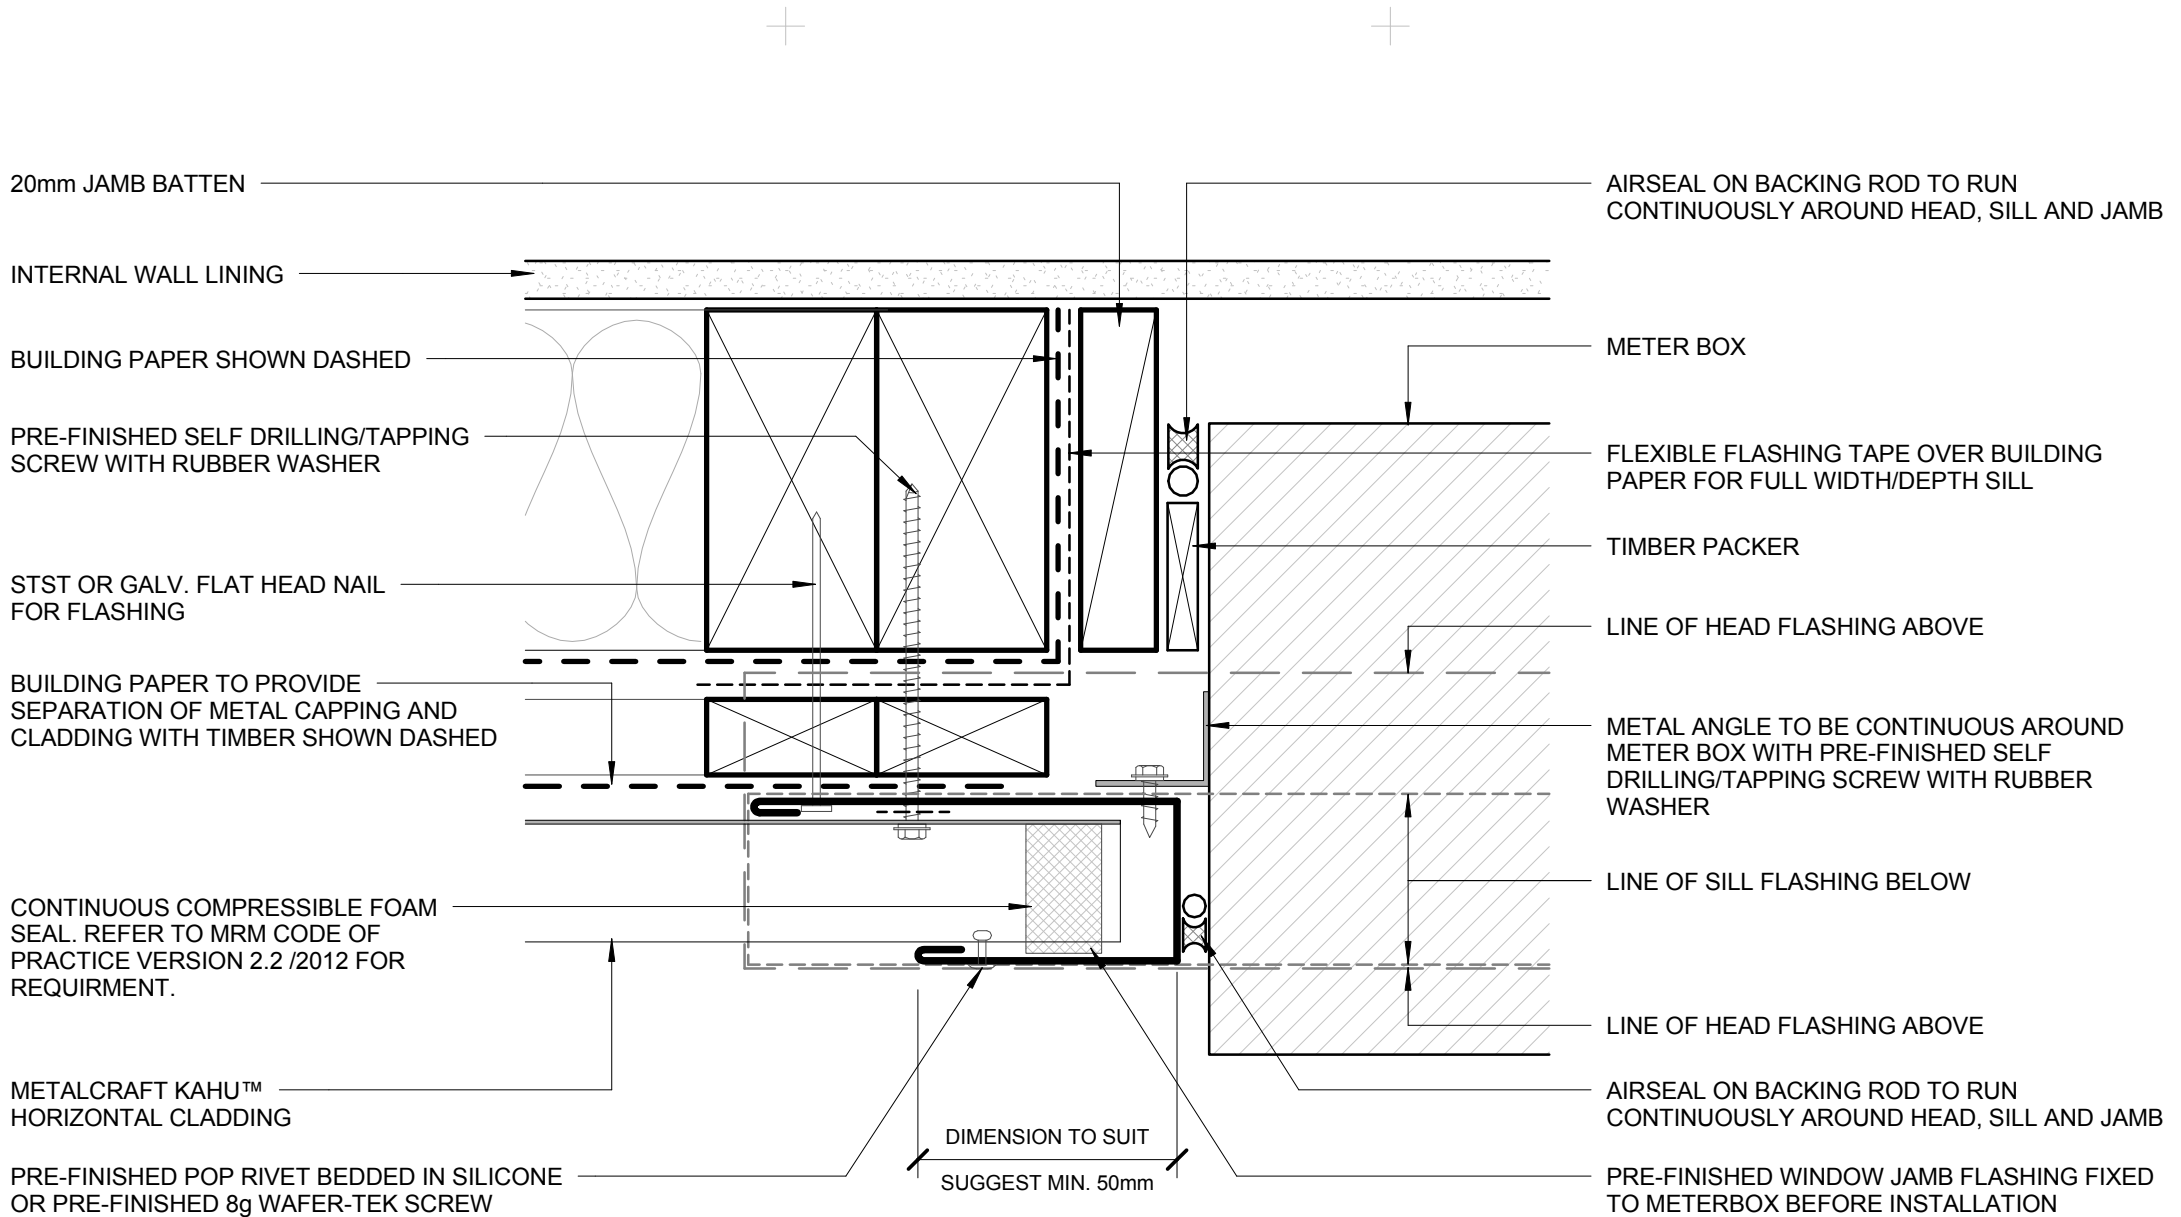 20mm JAMB BATTEN
INTERNAL WALL LINING
BUILDING PAPER SHOWN DASHED
PRE-FINISHED SELF DRILLING/TAPPING
SCREW WITH RUBBER WASHER
STST OR GALV. FLAT HEAD NAIL
FOR FLASHING
BUILDING PAPER TO PROVIDE
SEPARATION OF METAL CAPPING AND
CLADDING WITH TIMBER SHOWN DASHED
CONTINUOUS COMPRESSIBLE FOAM
SEAL. REFER TO MRM CODE OF
PRACTICE VERSION 2.2 /2012 FOR
REQUIRMENT.
METALCRAFT KAHU™
HORIZONTAL CLADDING
PRE-FINISHED POP RIVET BEDDED IN SILICONE
OR PRE-FINISHED 8g WAFER-TEK SCREW
DIMENSION TO SUIT
SUGGEST MIN. 50mm
AIRSEAL ON BACKING ROD TO RUN
CONTINUOUSLY AROUND HEAD, SILL AND JAMB
METER BOX
FLEXIBLE FLASHING TAPE OVER BUILDING
PAPER FOR FULL WIDTH/DEPTH SILL
TIMBER PACKER
LINE OF HEAD FLASHING ABOVE
METAL ANGLE TO BE CONTINUOUS AROUND
METER BOX WITH PRE-FINISHED SELF
DRILLING/TAPPING SCREW WITH RUBBER
WASHER
LINE OF SILL FLASHING BELOW
LINE OF HEAD FLASHING ABOVE
AIRSEAL ON BACKING ROD TO RUN
CONTINUOUSLY AROUND HEAD, SILL AND JAMB
PRE-FINISHED WINDOW JAMB FLASHING FIXED
TO METERBOX BEFORE INSTALLATION